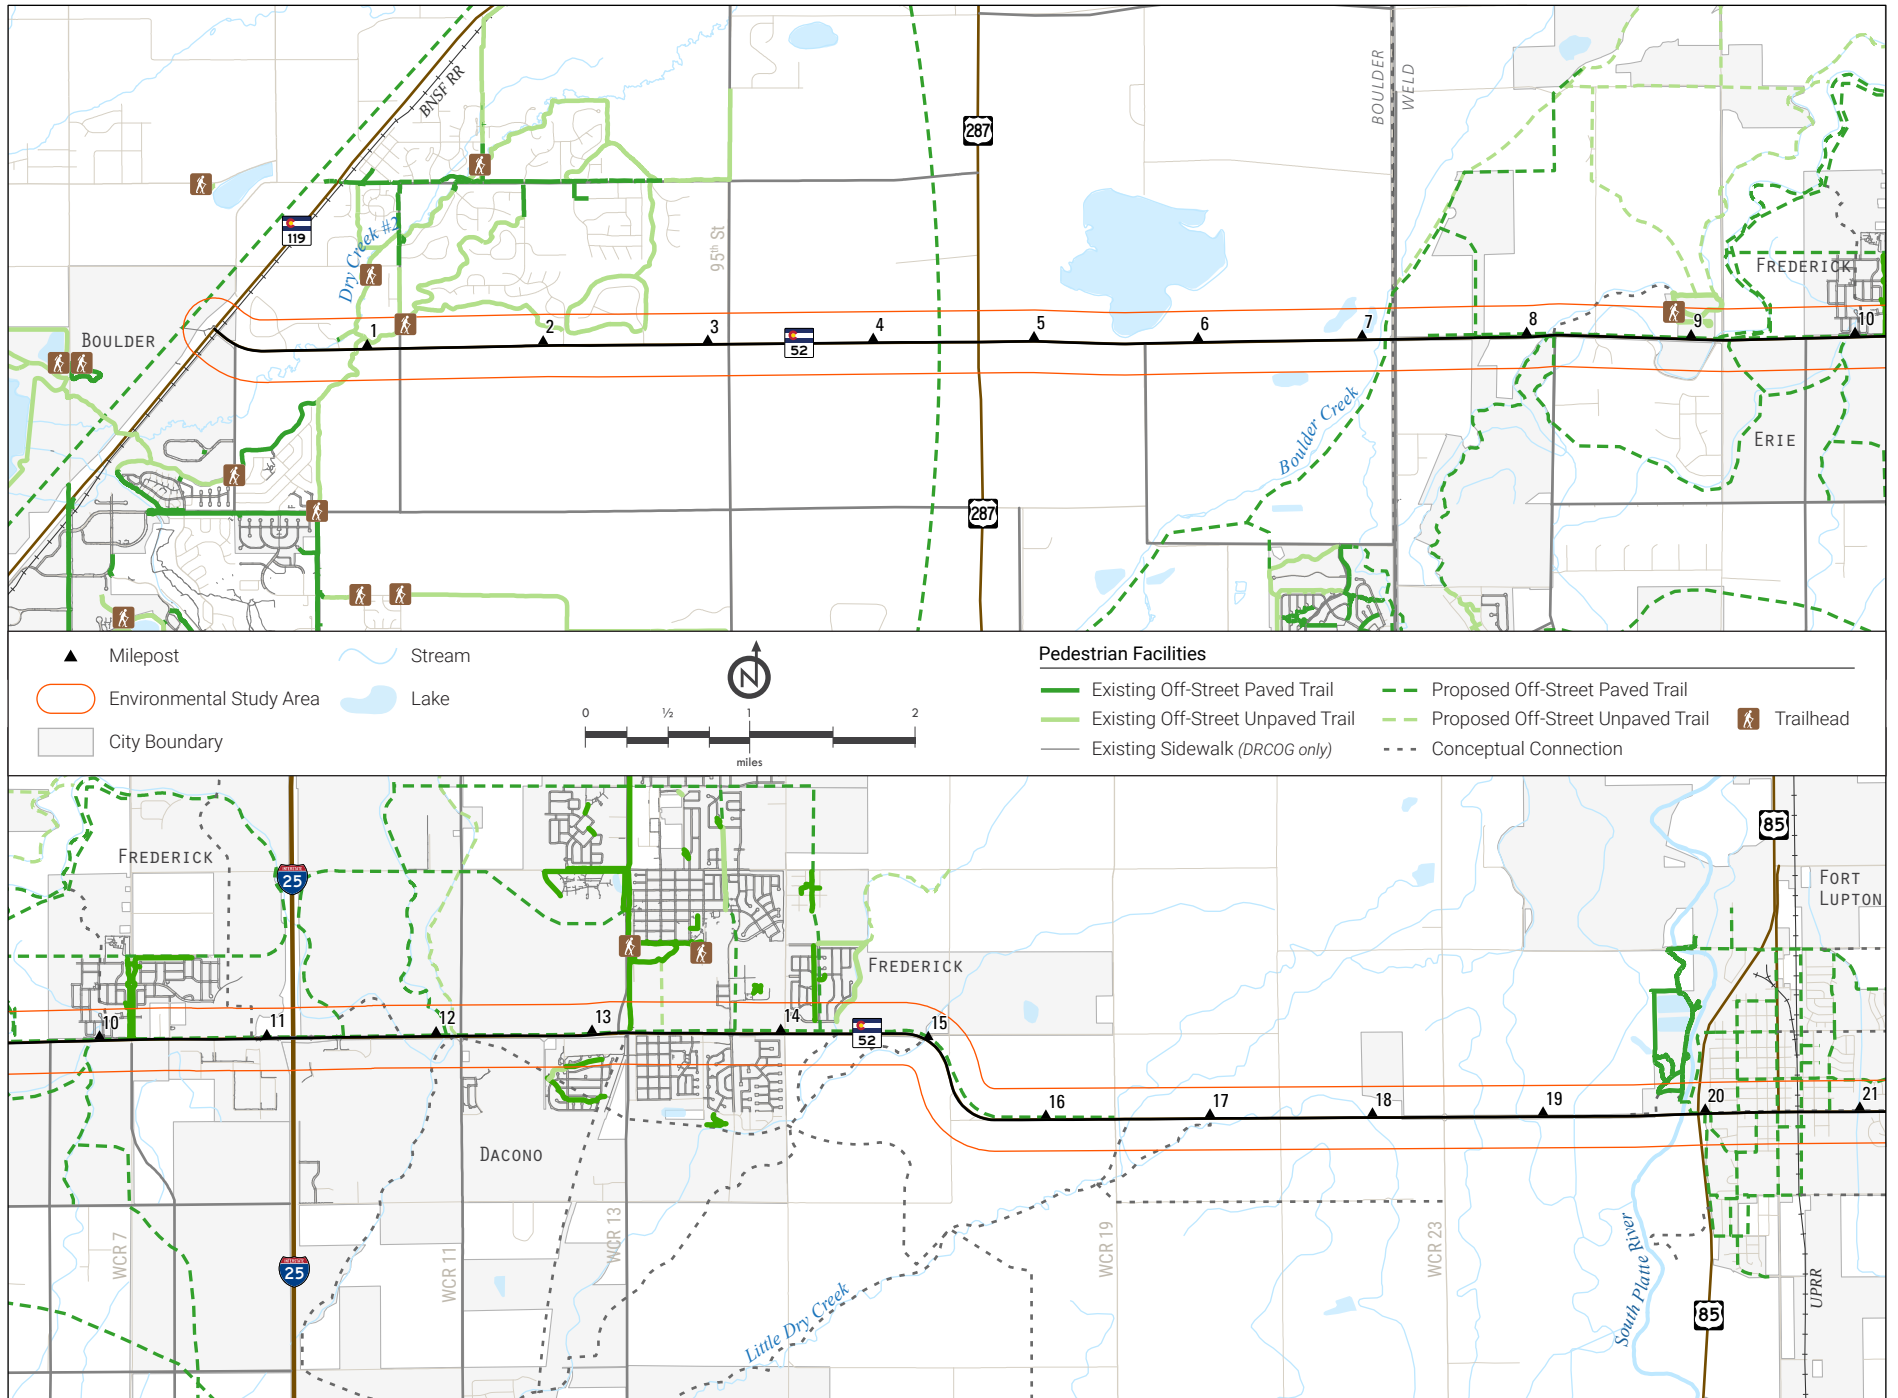 BNSF RR
287
BOULDER
WELD
119
Dry Creek #2
95th St
FREDERICK
BOULDER
1
2
3
52
4
5
6
7
8
9
10
Boulder Creek
ERIE
287
Milepost
Environmental Study Area
City Boundary
Stream
Lake
N
0
½
1
2
miles
Pedestrian Facilities
Existing Off-Street Paved Trail
Existing Off-Street Unpaved Trail
Existing Sidewalk (DRCOG only)
Proposed Off-Street Paved Trail
Proposed Off-Street Unpaved Trail
Conceptual Connection
Trailhead
85
FREDERICK
INTERSTATE
25
FORT
LUPTON
FREDERICK
10
11
12
13
14
52
15
16
17
18
19
20
21
DACONO
WCR 7
WCR 11
WCR 13
WCR 19
WCR 23
INTERSTATE
25
Little Dry Creek
South Platte River
UPRR
85